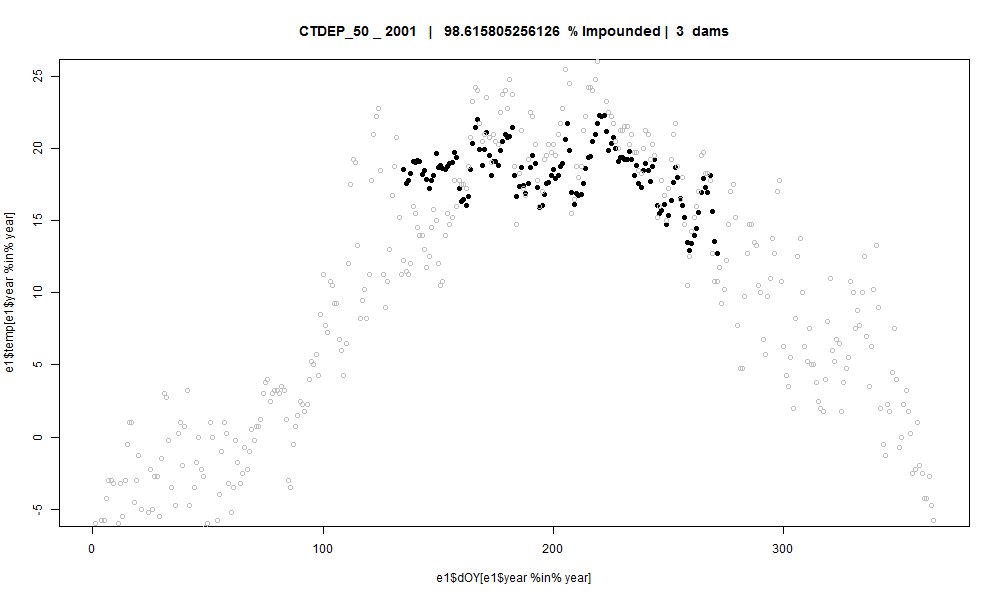 CTDEP_50 _ 2001 | 98.615805256126 % Impounded | 3 dams
e1$temp[e1$year %in% year]
25
20
15
10
5
0
-5
0 100 200 300
e1$dOY[e1$year %in% year]